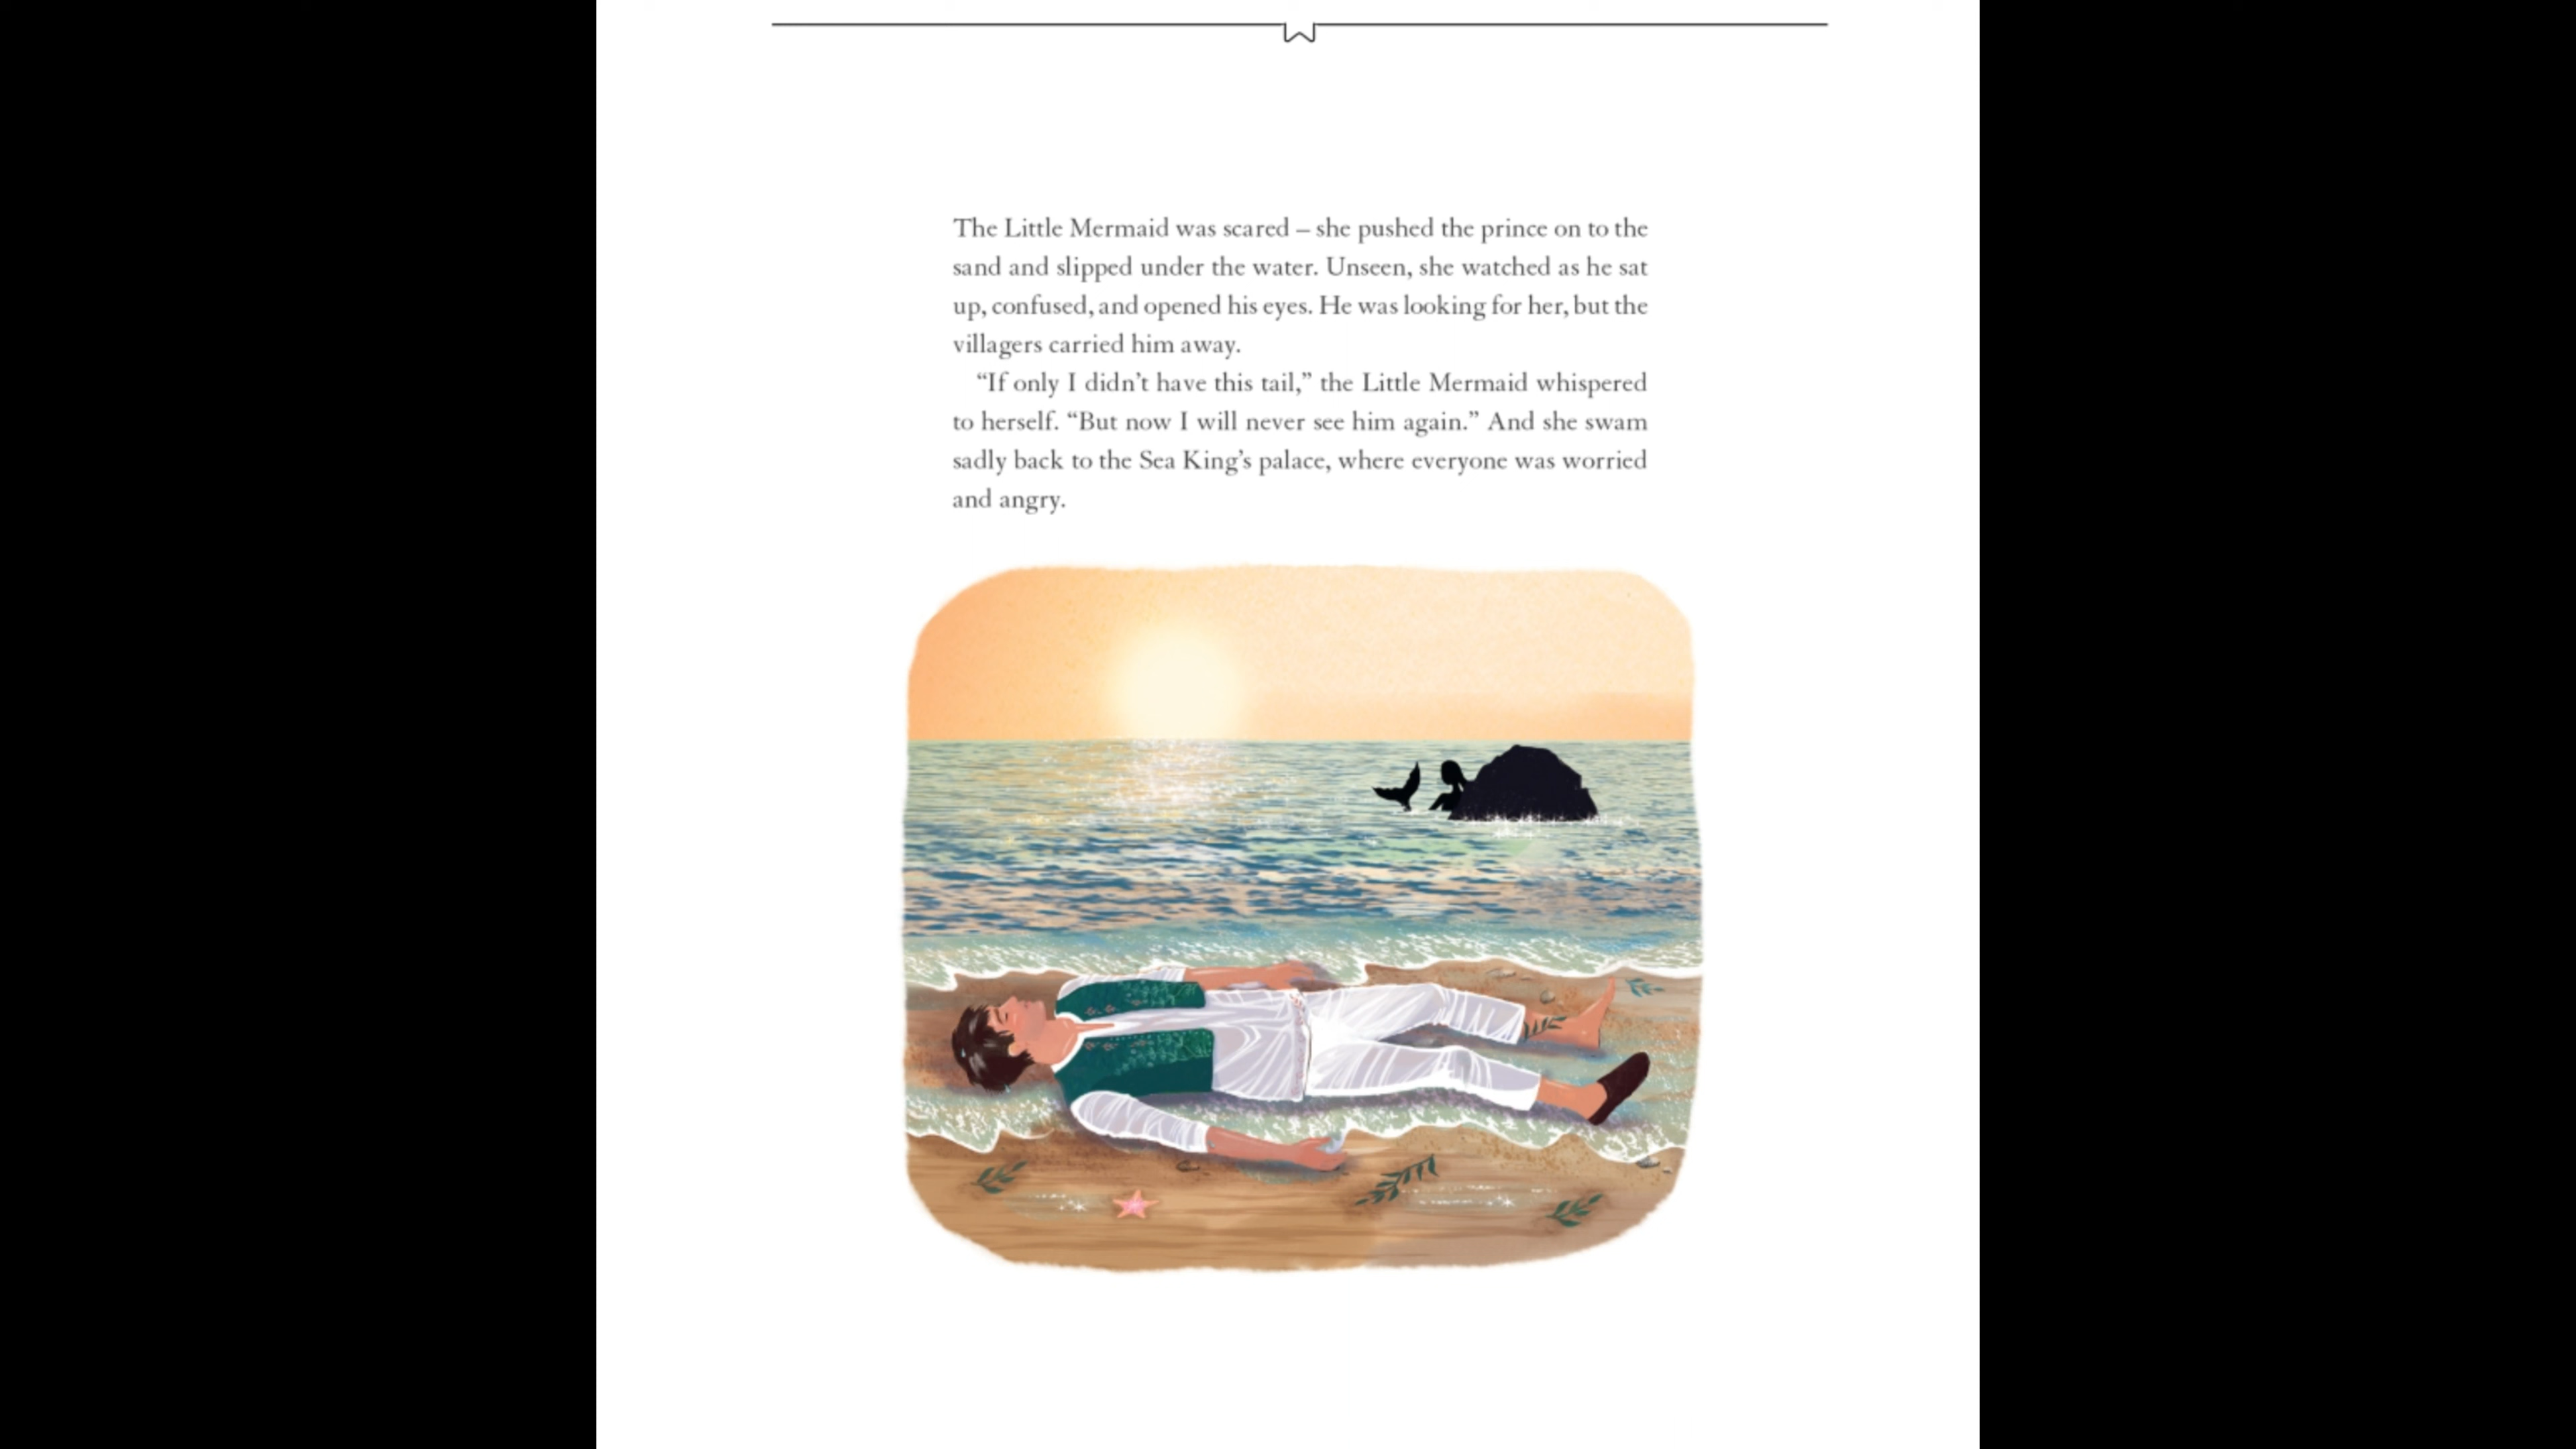 The Little Mermaid was scared – she pushed the prince on to the
sand and slipped under the water. Unseen, she watched as he sat
up, confused, and opened his eyes. He was looking for her, but the
villagers carried him away.
“If only I didn’t have this tail,” the Little Mermaid whispered
to herself. “But now I will never see him again.” And she swam
sadly back to the Sea King’s palace, where everyone was worried
and angry.